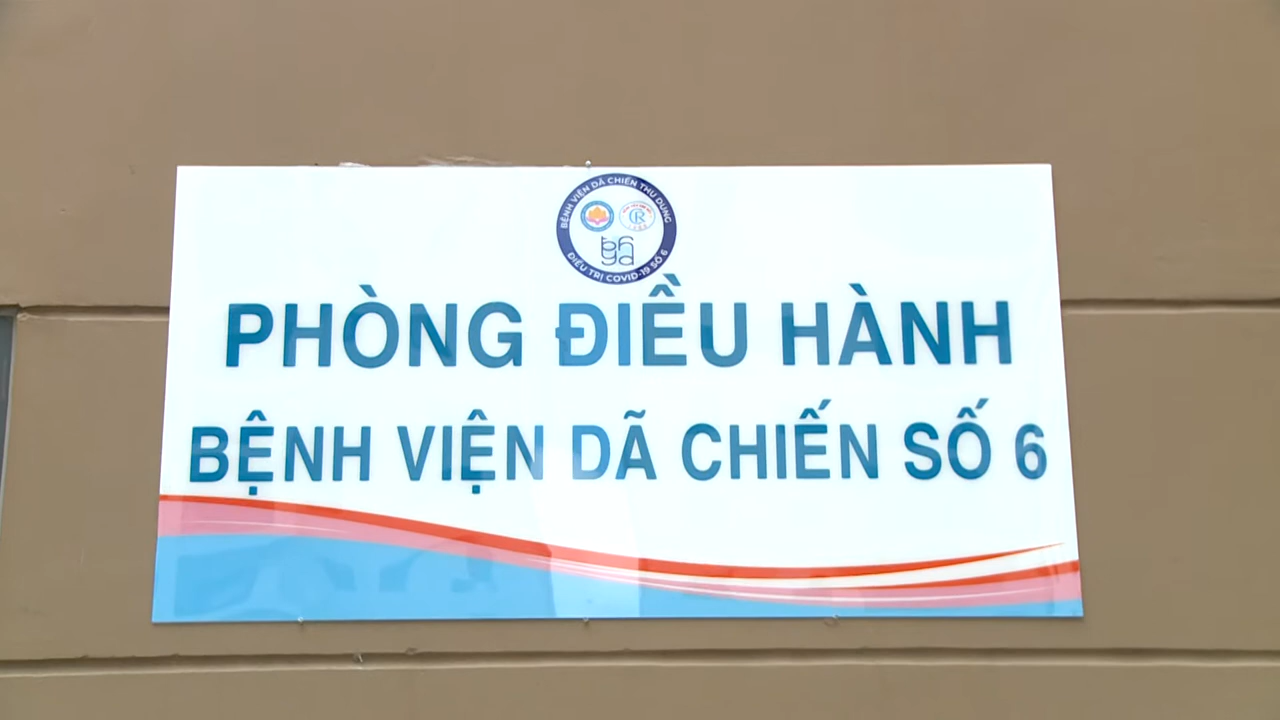 BỆNH VIỆN DÃ CHIẾN THU DUNG
ĐIỀU TRỊ COVID-19 SỐ 6
PHÒNG ĐIỀU HÀNH
BỆNH VIỆN DÃ CHIẾN SỐ 6